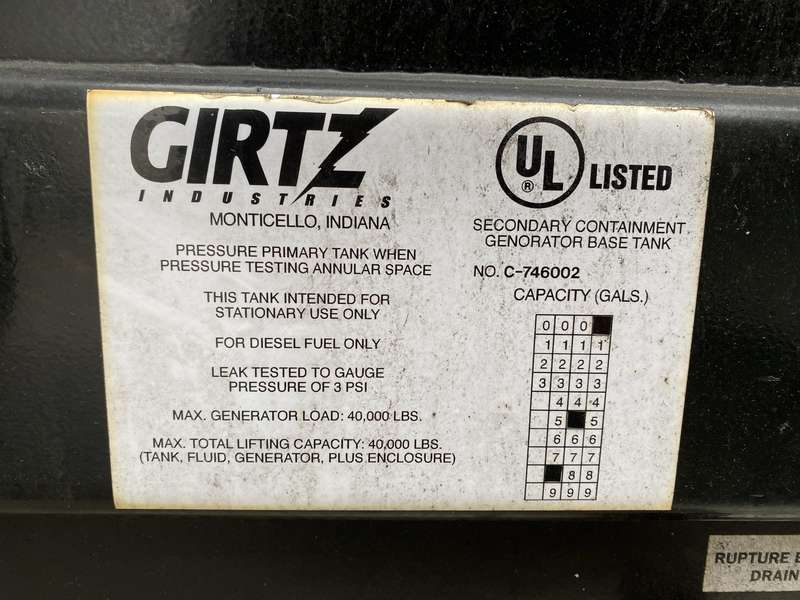 GIRTZ
INDUSTRIES
MONTICELLO, INDIANA
PRESSURE PRIMARY TANK WHEN
PRESSURE TESTING ANNULAR SPACE
THIS TANK INTENDED FOR
STATIONARY USE ONLY
FOR DIESEL FUEL ONLY
LEAK TESTED TO GAUGE
PRESSURE OF 3 PSI
MAX. GENERATOR LOAD: 40,000 LBS.
MAX. TOTAL LIFTING CAPACITY: 40,000 LBS.
(TANK, FLUID, GENERATOR, PLUS ENCLOSURE)
UL ® LISTED
SECONDARY CONTAINMENT
GENORATOR BASE TANK
NO. C-746002
CAPACITY (GALS.)
0 0 0
1 1 1 1
2 2 2 2
3 3 3 3
4 4 4
5 5
6 6 6
7 7 7
8 8
9 9 9
RUPTURE
DRAIN